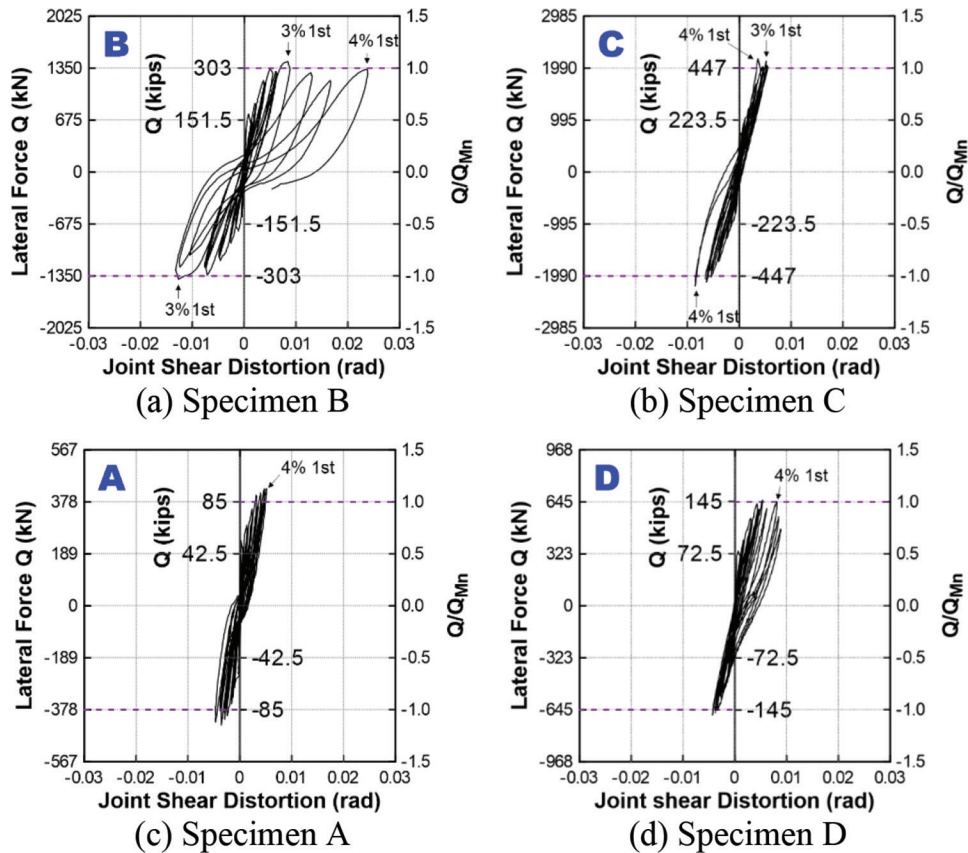 B
2025
1350
675
0
-675
-1350
-2025
Lateral Force Q (kN)
Q (kips)
303
151.5
-151.5
-303
3% 1st
4% 1st
3% 1st
1.5
1.0
0.5
0.0
-0.5
-1.0
-1.5
Q/QMn
-0.03 -0.02 -0.01 0 0.01 0.02 0.03
Joint Shear Distortion (rad)
(a) Specimen B
C
2985
1990
995
0
-995
-1990
-2985
Lateral Force Q (kN)
Q (kips)
447
223.5
-223.5
-447
4% 1st
3% 1st
4% 1st
1.5
1.0
0.5
0.0
-0.5
-1.0
-1.5
Q/QMn
-0.03 -0.02 -0.01 0 0.01 0.02 0.03
Joint Shear Distortion (rad)
(b) Specimen C
A
567
378
189
0
-189
-378
-567
Lateral Force Q (kN)
Q (kips)
85
42.5
-42.5
-85
4% 1st
1.5
1.0
0.5
0.0
-0.5
-1.0
-1.5
Q/QMn
-0.03 -0.02 -0.01 0 0.01 0.02 0.03
Joint Shear Distortion (rad)
(c) Specimen A
D
968
645
323
0
-323
-645
-968
Lateral Force Q (kN)
Q (kips)
145
72.5
-72.5
-145
4% 1st
1.5
1.0
0.5
0.0
-0.5
-1.0
-1.5
Q/QMn
-0.03 -0.02 -0.01 0 0.01 0.02 0.03
Joint shear Distortion (rad)
(d) Specimen D